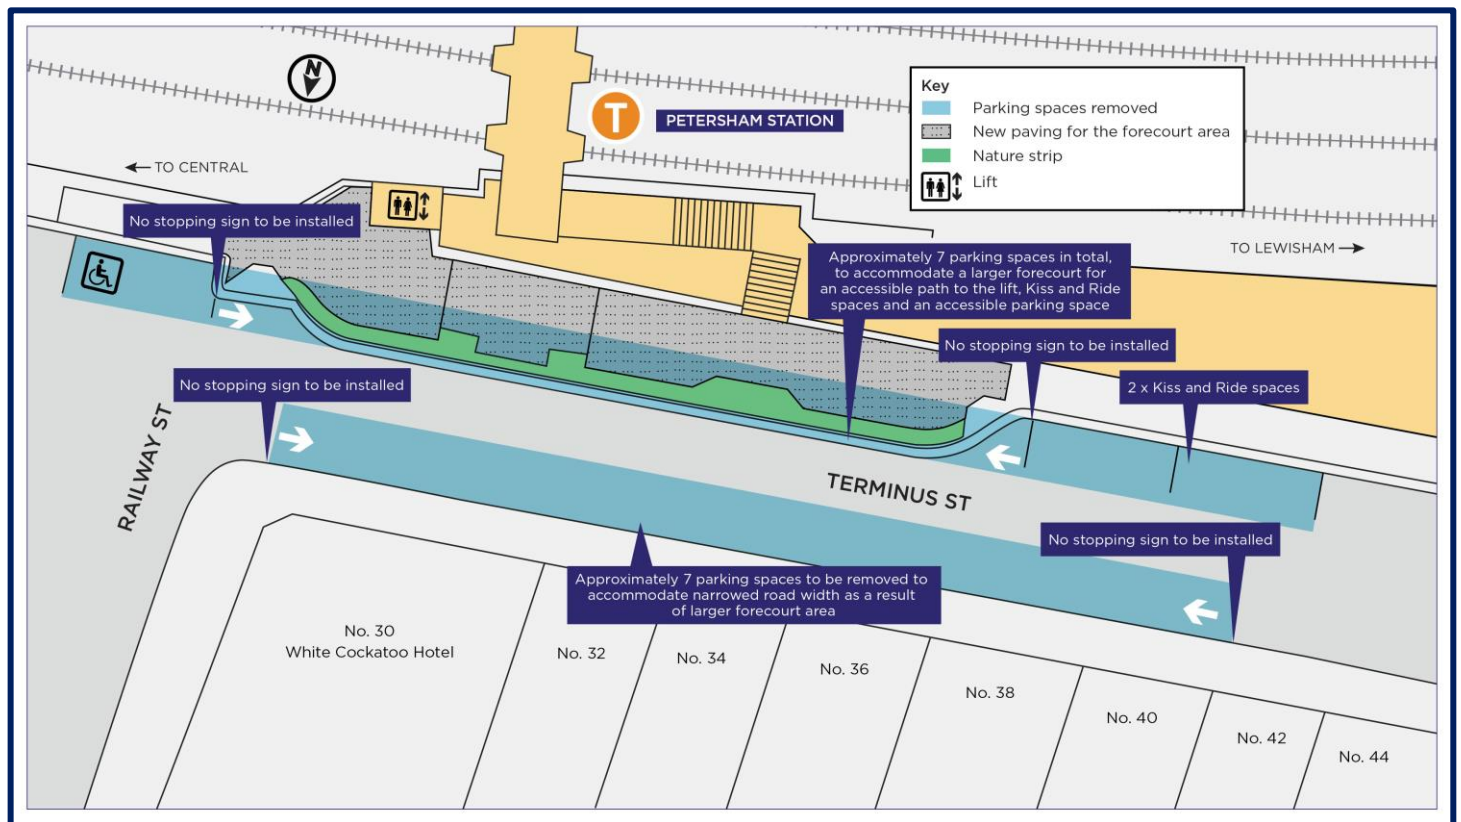 N
T
PETERSHAM STATION
Key
Parking spaces removed
New paving for the forecourt area
Nature strip
Lift
← TO CENTRAL
TO LEWISHAM →
No stopping sign to be installed
Approximately 7 parking spaces in total,
to accommodate a larger forecourt for
an accessible path to the lift, Kiss and Ride
spaces and an accessible parking space
No stopping sign to be installed
2 x Kiss and Ride spaces
No stopping sign to be installed
RAILWAY ST
TERMINUS ST
No stopping sign to be installed
Approximately 7 parking spaces to be removed to
accommodate narrowed road width as a result
of larger forecourt area
No. 30
White Cockatoo Hotel
No. 32
No. 34
No. 36
No. 38
No. 40
No. 42
No. 44